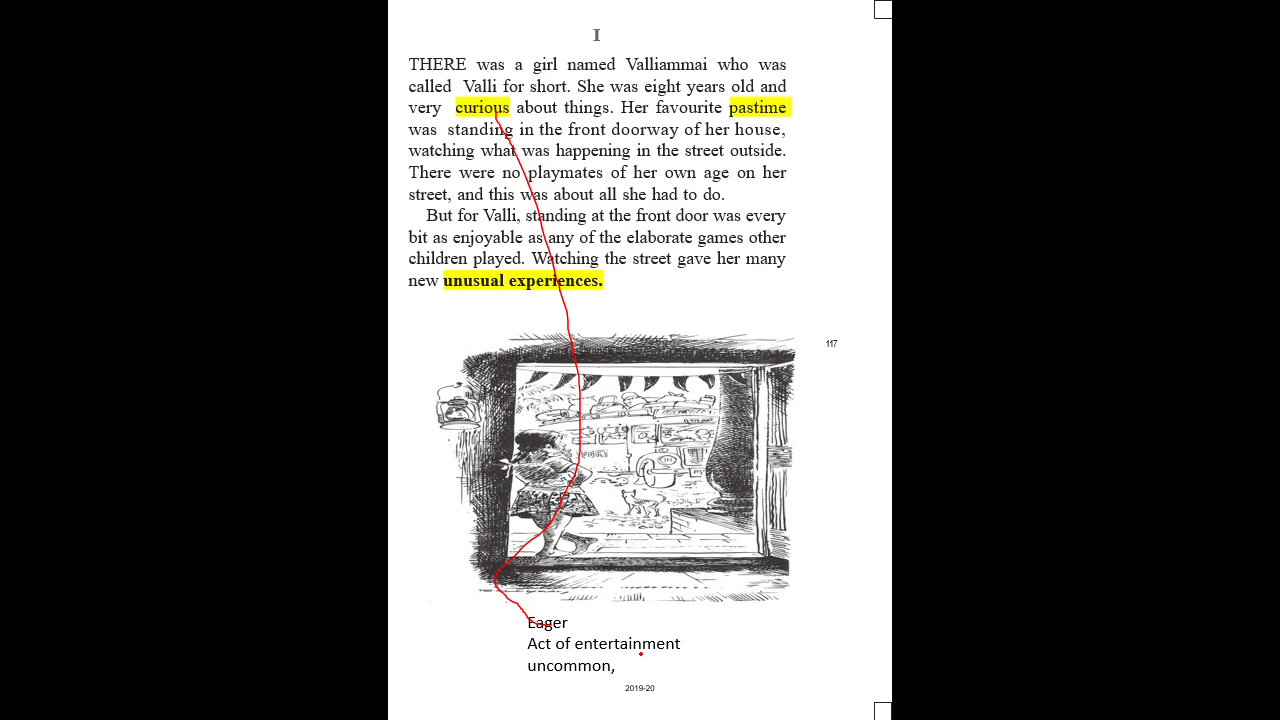 I
THERE was a girl named Valliammai who was
called Valli for short. She was eight years old and
very curious about things. Her favourite pastime
was standing in the front doorway of her house,
watching what was happening in the street outside.
There were no playmates of her own age on her
street, and this was about all she had to do.
But for Valli, standing at the front door was every
bit as enjoyable as any of the elaborate games other
children played. Watching the street gave her many
new unusual experiences.
117
Eager
Act of entertainment
uncommon,
2019-20